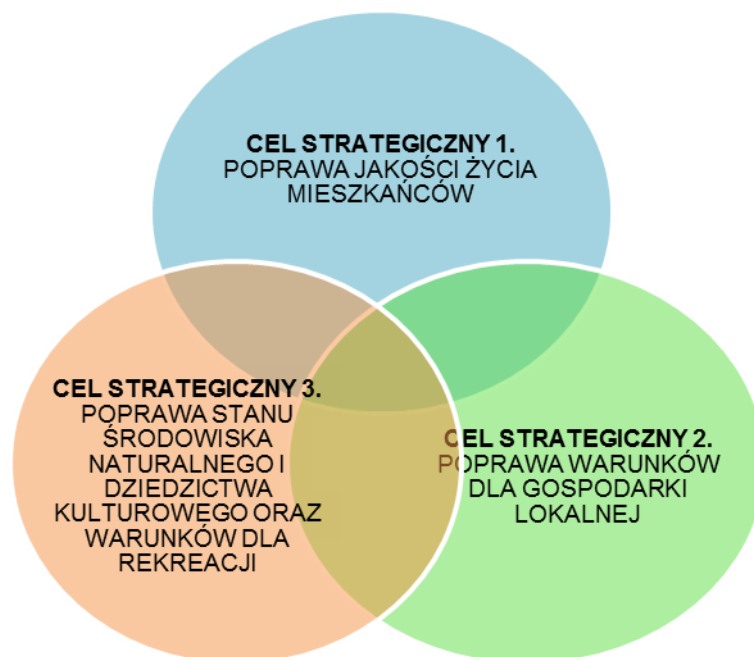 CEL STRATEGICZNY 1.
POPRAWA JAKOŚCI ŻYCIA
MIESZKAŃCÓW
CEL STRATEGICZNY 3.
POPRAWA STANU
ŚRODOWISKA
NATURALNEGO I
DZIEDZICTWA
KULTUROWEGO ORAZ
WARUNKÓW DLA
REKREACJI
CEL STRATEGICZNY 2.
POPRAWA WARUNKÓW
DLA GOSPODARKI
LOKALNEJ